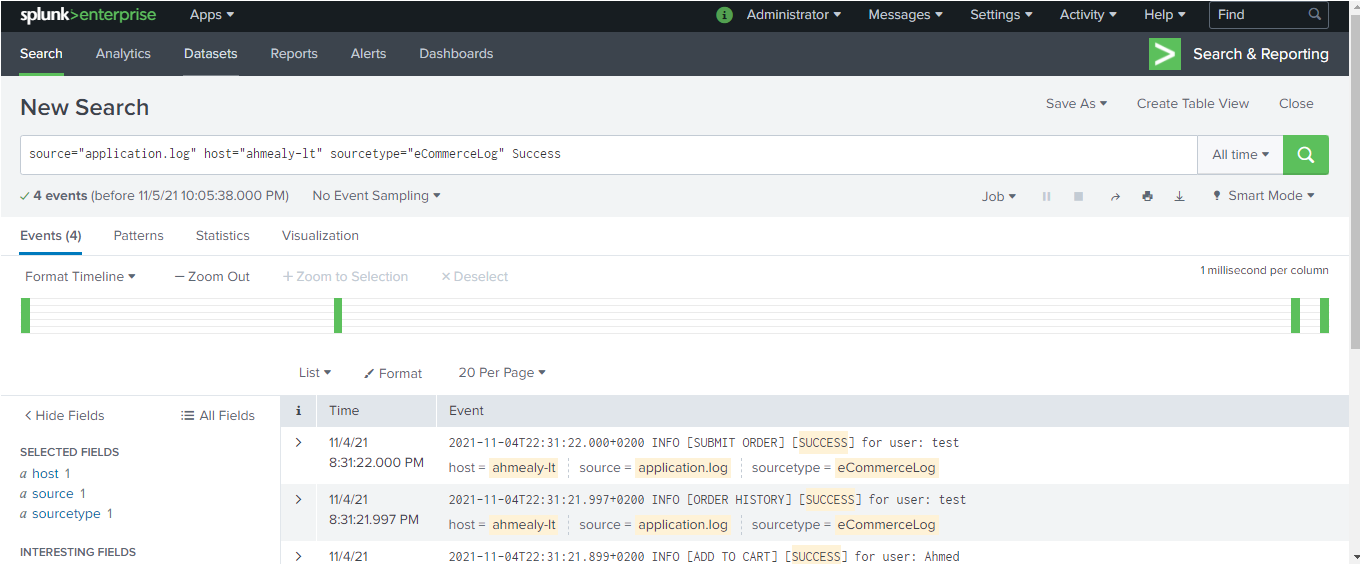 splunk>enterprise Apps Administrator Messages Settings Activity Help Find
Search Analytics Datasets Reports Alerts Dashboards Search & Reporting
New Search Save As Create Table View Close
source="application.log" host="ahmealy-lt" sourcetype="eCommerceLog" Success All time
4 events (before 11/5/21 10:05:38.000 PM) No Event Sampling Job Smart Mode
Events (4) Patterns Statistics Visualization
Format Timeline — Zoom Out + Zoom to Selection × Deselect 1 millisecond per column
List Format 20 Per Page
< Hide Fields All Fields i Time Event
SELECTED FIELDS
a host 1
a source 1
a sourcetype 1
INTERESTING FIELDS
> 11/4/21 2021-11-04T22:31:22.000+0200 INFO [SUBMIT ORDER] [SUCCESS] for user: test
8:31:22.000 PM host = ahmealy-lt source = application.log sourcetype = eCommerceLog
> 11/4/21 2021-11-04T22:31:21.997+0200 INFO [ORDER HISTORY] [SUCCESS] for user: test
8:31:21.997 PM host = ahmealy-lt source = application.log sourcetype = eCommerceLog
> 11/4/21 2021-11-04T22:31:21.899+0200 INFO [ADD TO CART] [SUCCESS] for user: Ahmed